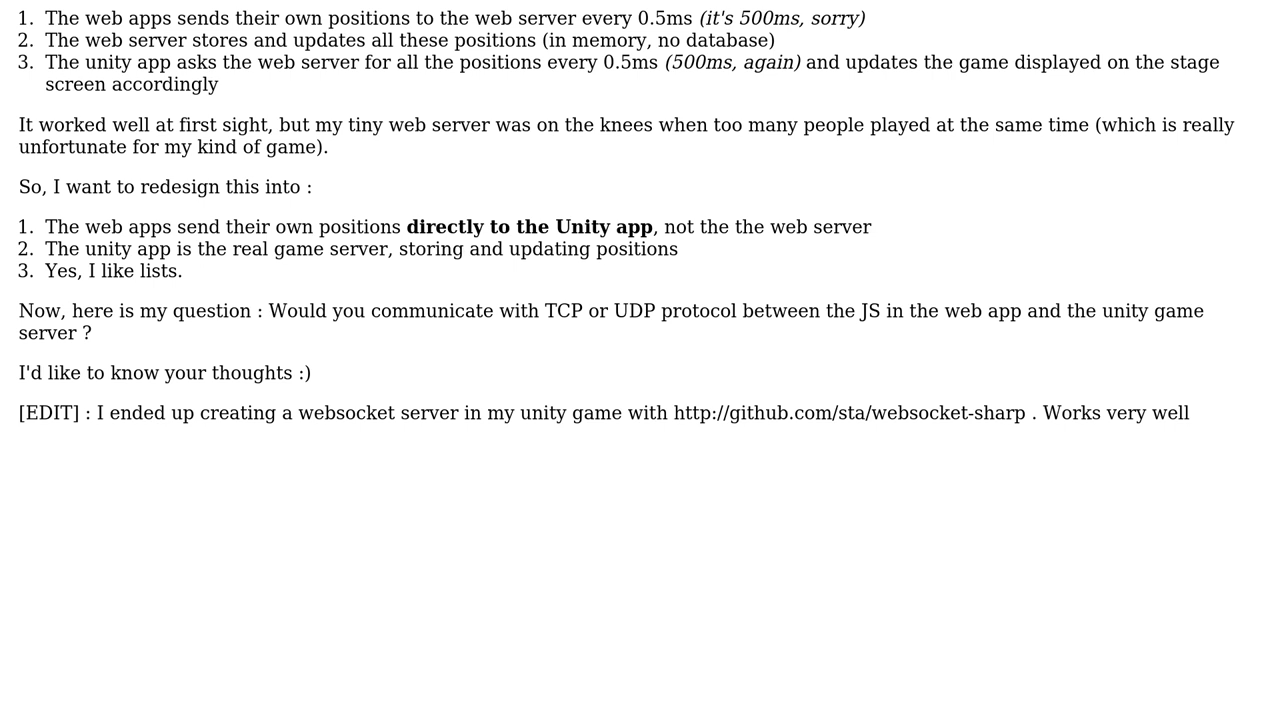 1. The web apps sends their own positions to the web server every 0.5ms (it's 500ms, sorry)
2. The web server stores and updates all these positions (in memory, no database)
3. The unity app asks the web server for all the positions every 0.5ms (500ms, again) and updates the game displayed on the stage
screen accordingly
It worked well at first sight, but my tiny web server was on the knees when too many people played at the same time (which is really
unfortunate for my kind of game).
So, I want to redesign this into :
1. The web apps send their own positions directly to the Unity app, not the the web server
2. The unity app is the real game server, storing and updating positions
3. Yes, I like lists.
Now, here is my question : Would you communicate with TCP or UDP protocol between the JS in the web app and the unity game
server ?
I'd like to know your thoughts :)
[EDIT] : I ended up creating a websocket server in my unity game with http://github.com/sta/websocket-sharp . Works very well